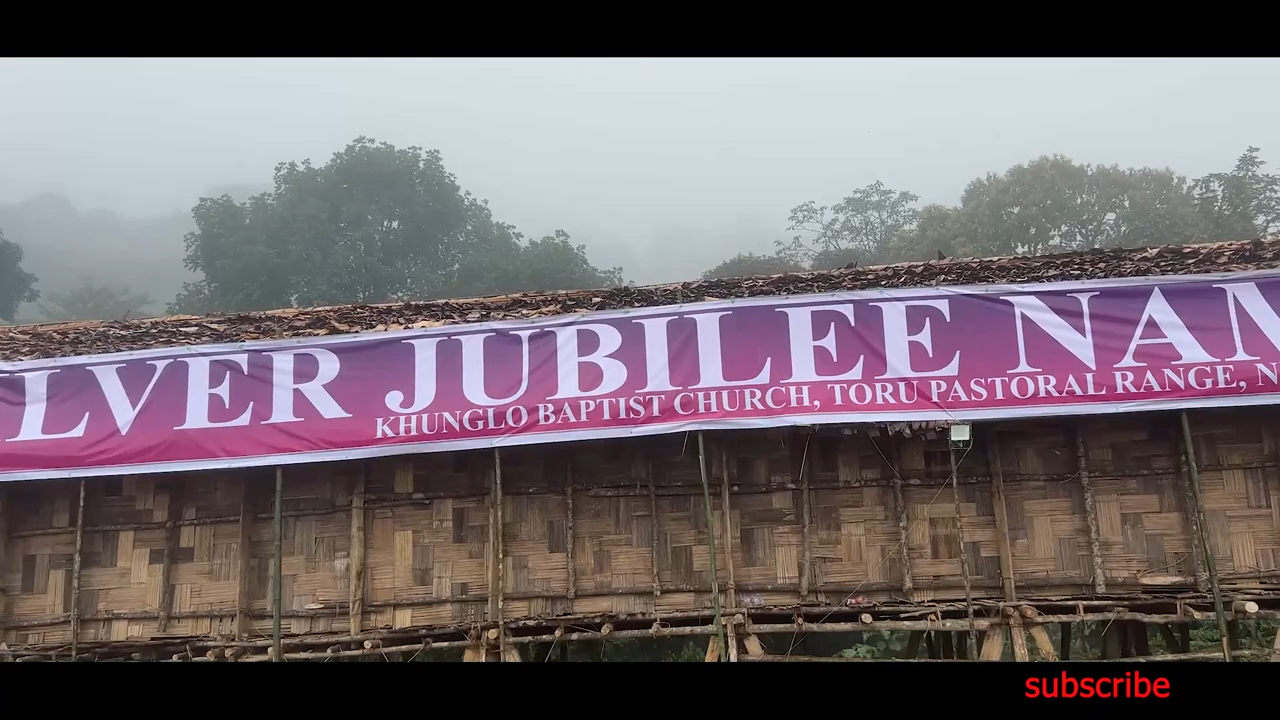 LVER JUBILEE NAM
KHUNGLO BAPTIST CHURCH, TORU PASTORAL RANGE, N
subscribe